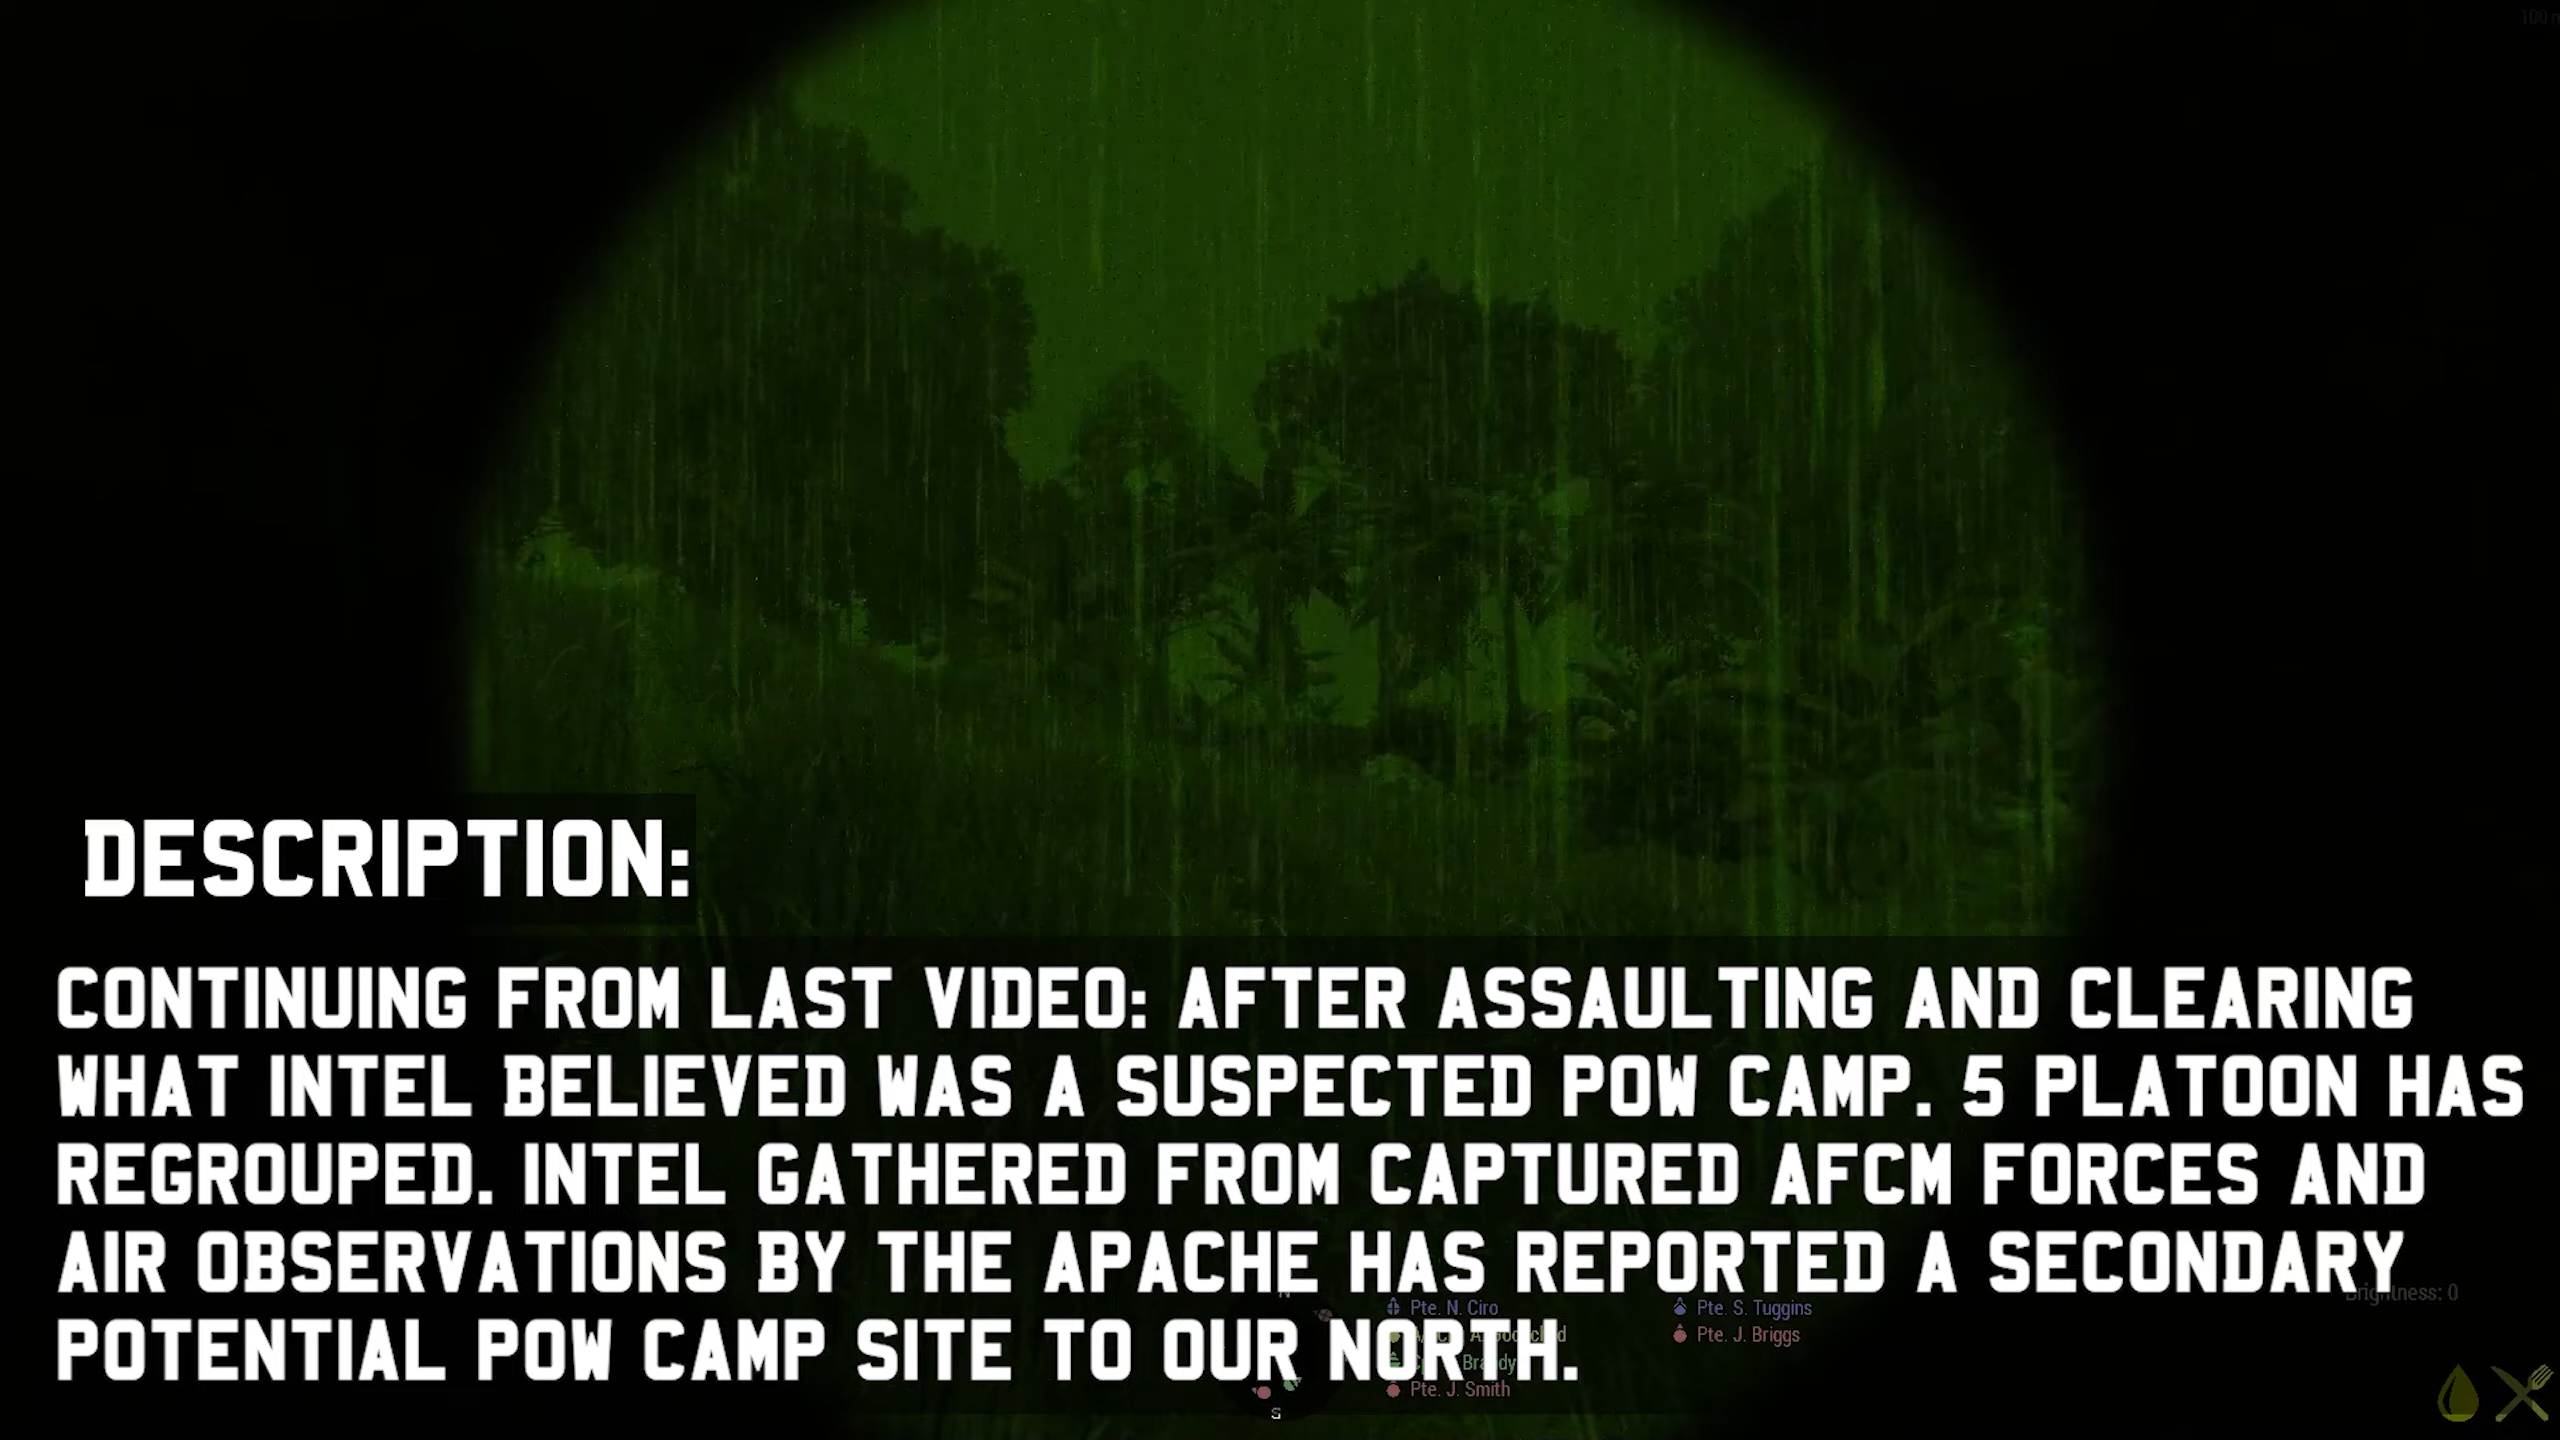 100 m
DESCRIPTION:
CONTINUING FROM LAST VIDEO: AFTER ASSAULTING AND CLEARING
WHAT INTEL BELIEVED WAS A SUSPECTED POW CAMP. 5 PLATOON HAS
REGROUPED. INTEL GATHERED FROM CAPTURED AFCM FORCES AND
AIR OBSERVATIONS BY THE APACHE HAS REPORTED A SECONDARY
POTENTIAL POW CAMP SITE TO OUR NORTH.
Brightness: 0
N
Pte. N. Ciro
Pte. S. Tuggins
Pte. J. Briggs
Brandy
Pte. J. Smith
S